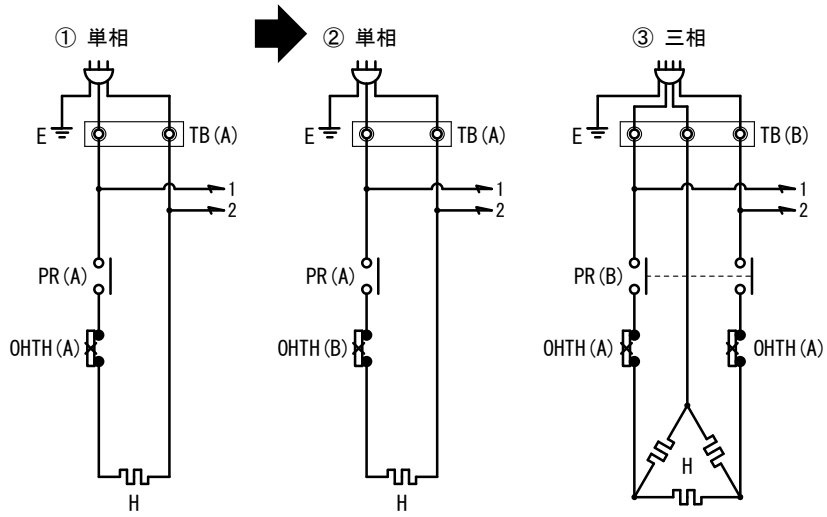 ① 単相
② 単相
③ 三相
E
TB(A)
E
TB(A)
E
TB(B)
1
2
1
2
1
2
PR(A)
PR(A)
PR(B)
OHTH(A)
OHTH(B)
OHTH(A)
OHTH(A)
H
H
H